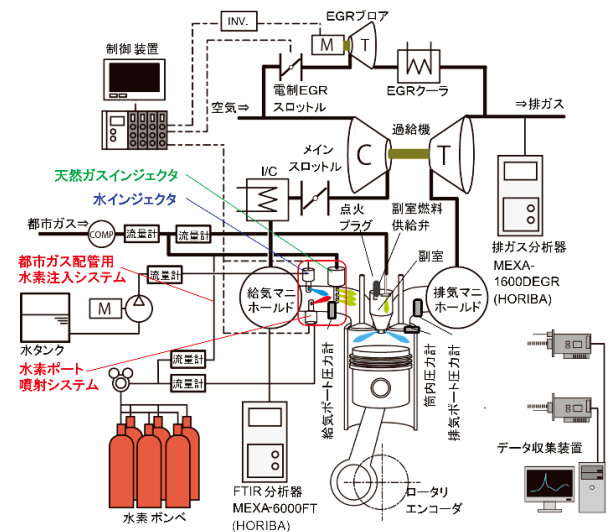 EGRブロア
INV.
M
T
制御装置
電制EGR
スロットル
EGRクーラ
空気⇒
⇒排ガス
過給機
C
T
メイン
スロットル
I/C
天然ガスインジェクタ
水インジェクタ
点火
プラグ
副室燃料
供給弁
都市ガス⇒
COMP
流量計
流量計
副室
排ガス分析器
MEXA-
1600DEGR
(HORIBA)
都市ガス配管用
水素注入システム
流量計
給気マニ
ホールド
排気マニ
ホールド
M
水タンク
水素ポート
噴射システム
流量計
流量計
給気ポート圧力計
筒内圧力計
排気ポート圧力計
データ収集装置
FTIR分析器
MEXA-6000FT
(HORIBA)
ロータリ
エンコーダ
水素ボンベ